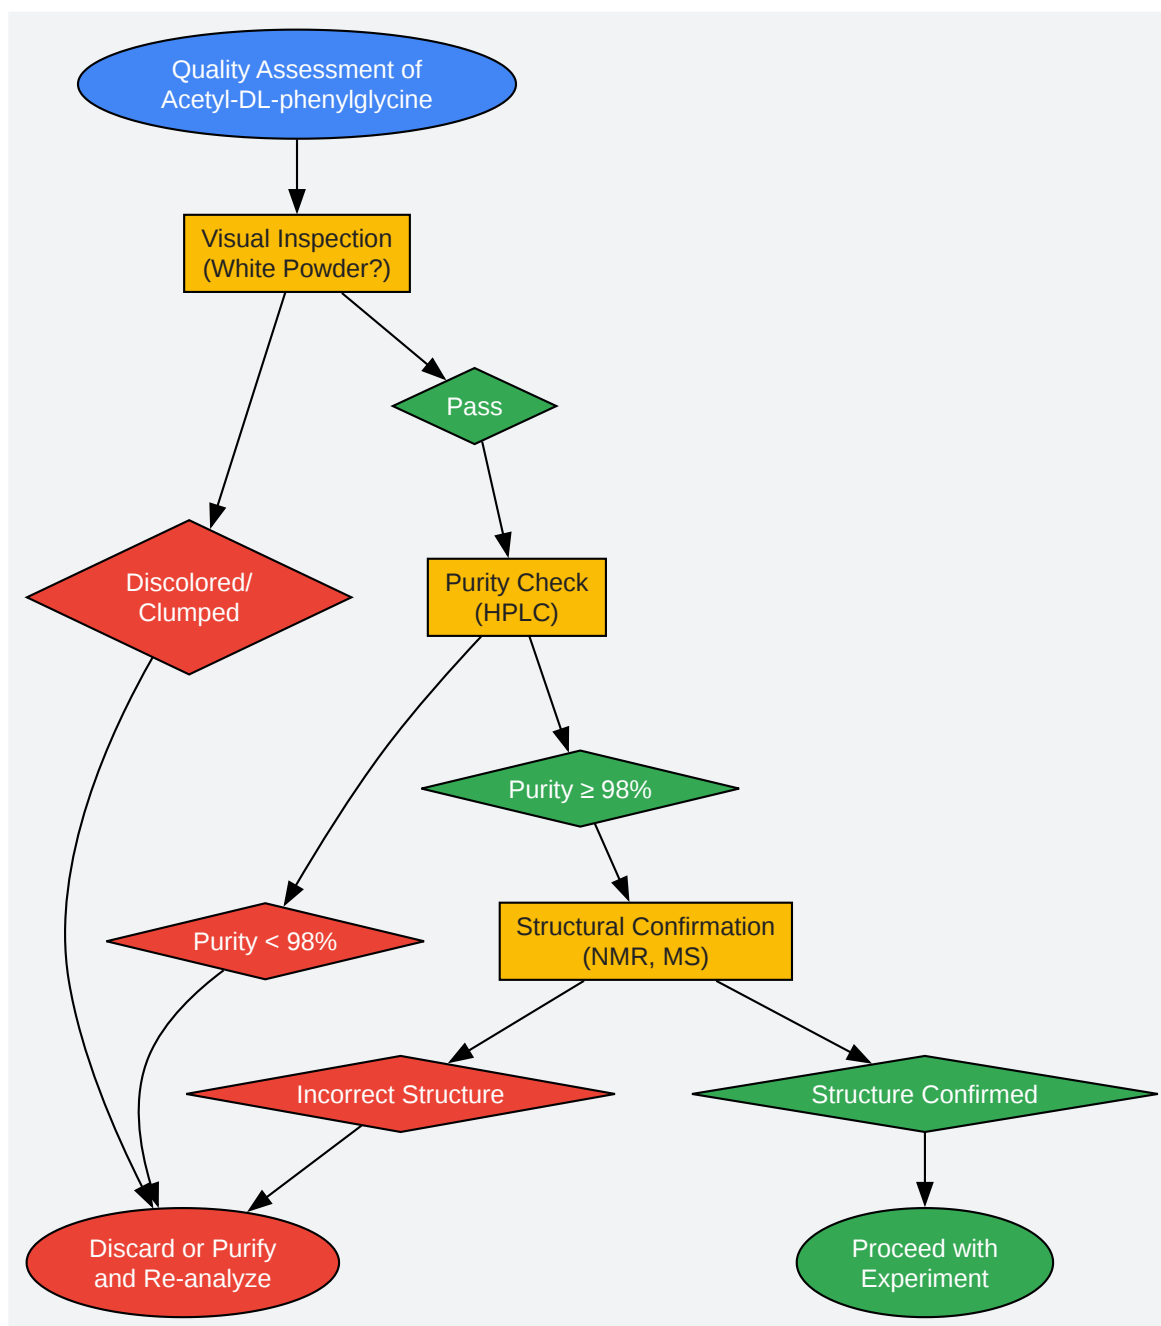 Quality Assessment of
Acetyl-DL-phenylglycine
Visual Inspection
(White Powder?)
Pass
Discolored/
Clumped
Purity Check
(HPLC)
Purity ≥ 98%
Purity < 98%
Structural Confirmation
(NMR, MS)
Incorrect Structure
Structure Confirmed
Discard or Purify
and Re-analyze
Proceed with
Experiment